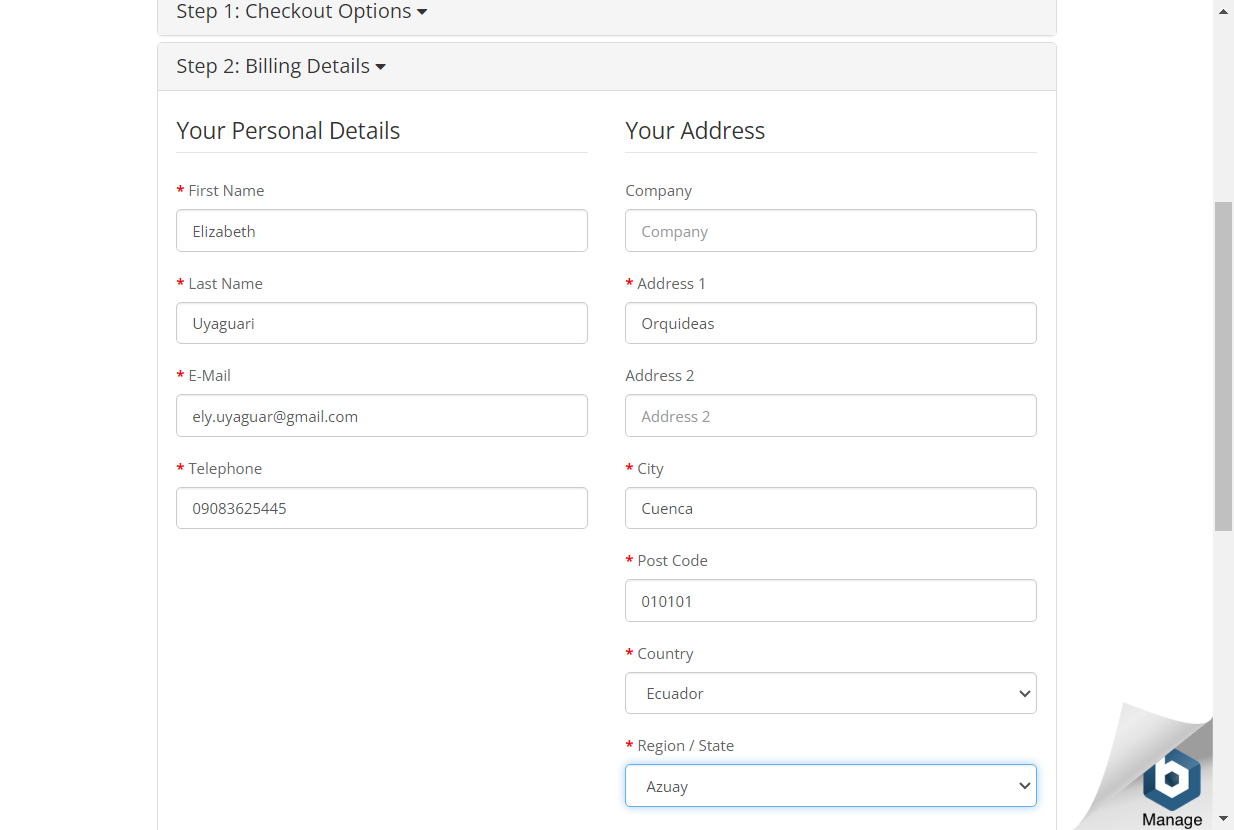 Step 1: Checkout Options
Step 2: Billing Details
Your Personal Details
* First Name
Elizabeth
* Last Name
Uyaguari
* E-Mail
ely.uyaguar@gmail.com
* Telephone
09083625445
Your Address
Company
Company
* Address 1
Orquideas
Address 2
Address 2
* City
Cuenca
* Post Code
010101
* Country
Ecuador
* Region / State
Azuay
b
Manage